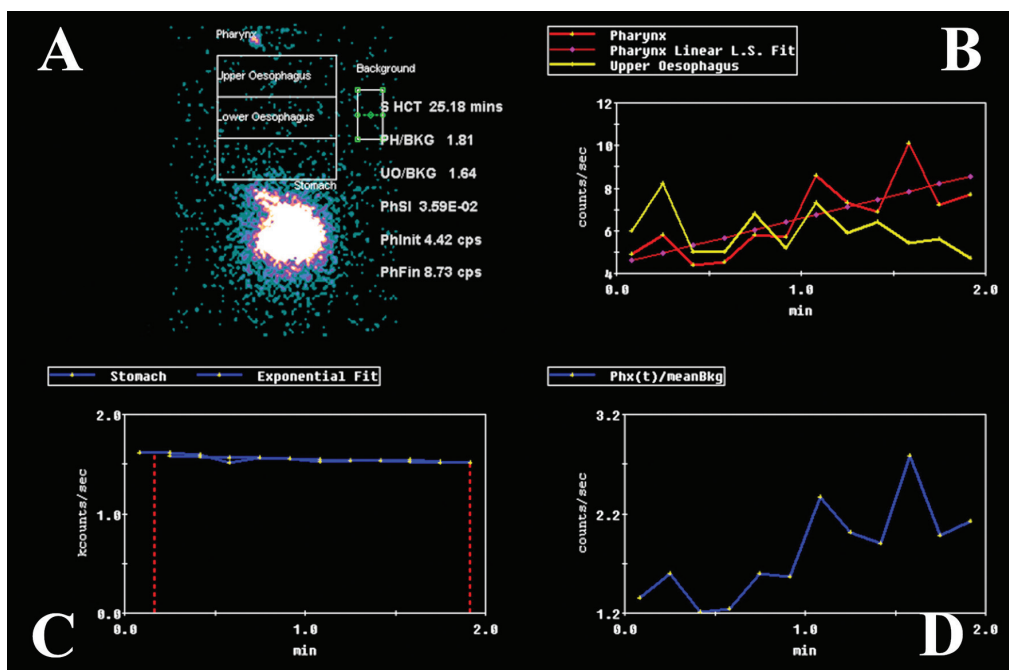 A
Pharynx
Upper Oesophagus
Background
Lower Oesophagus
S HCT 25.18 mins
PH/BKG 1.81
UO/BKG 1.64
Stomach
PhSI 3.59E-02
PhInit 4.42 cps
PhFin 8.73 cps
B
Pharynx
Pharynx Linear L.S. Fit
Upper Oesophagus
12
10
8
6
4
counts/sec
0.0
1.0
2.0
min
C
Stomach
Exponential Fit
2.0
1.0
0.0
kcounts/sec
0.0
1.0
2.0
min
D
Phx(t)/meanBkg
3.2
2.2
1.2
counts/sec
0.0
1.0
2.0
min